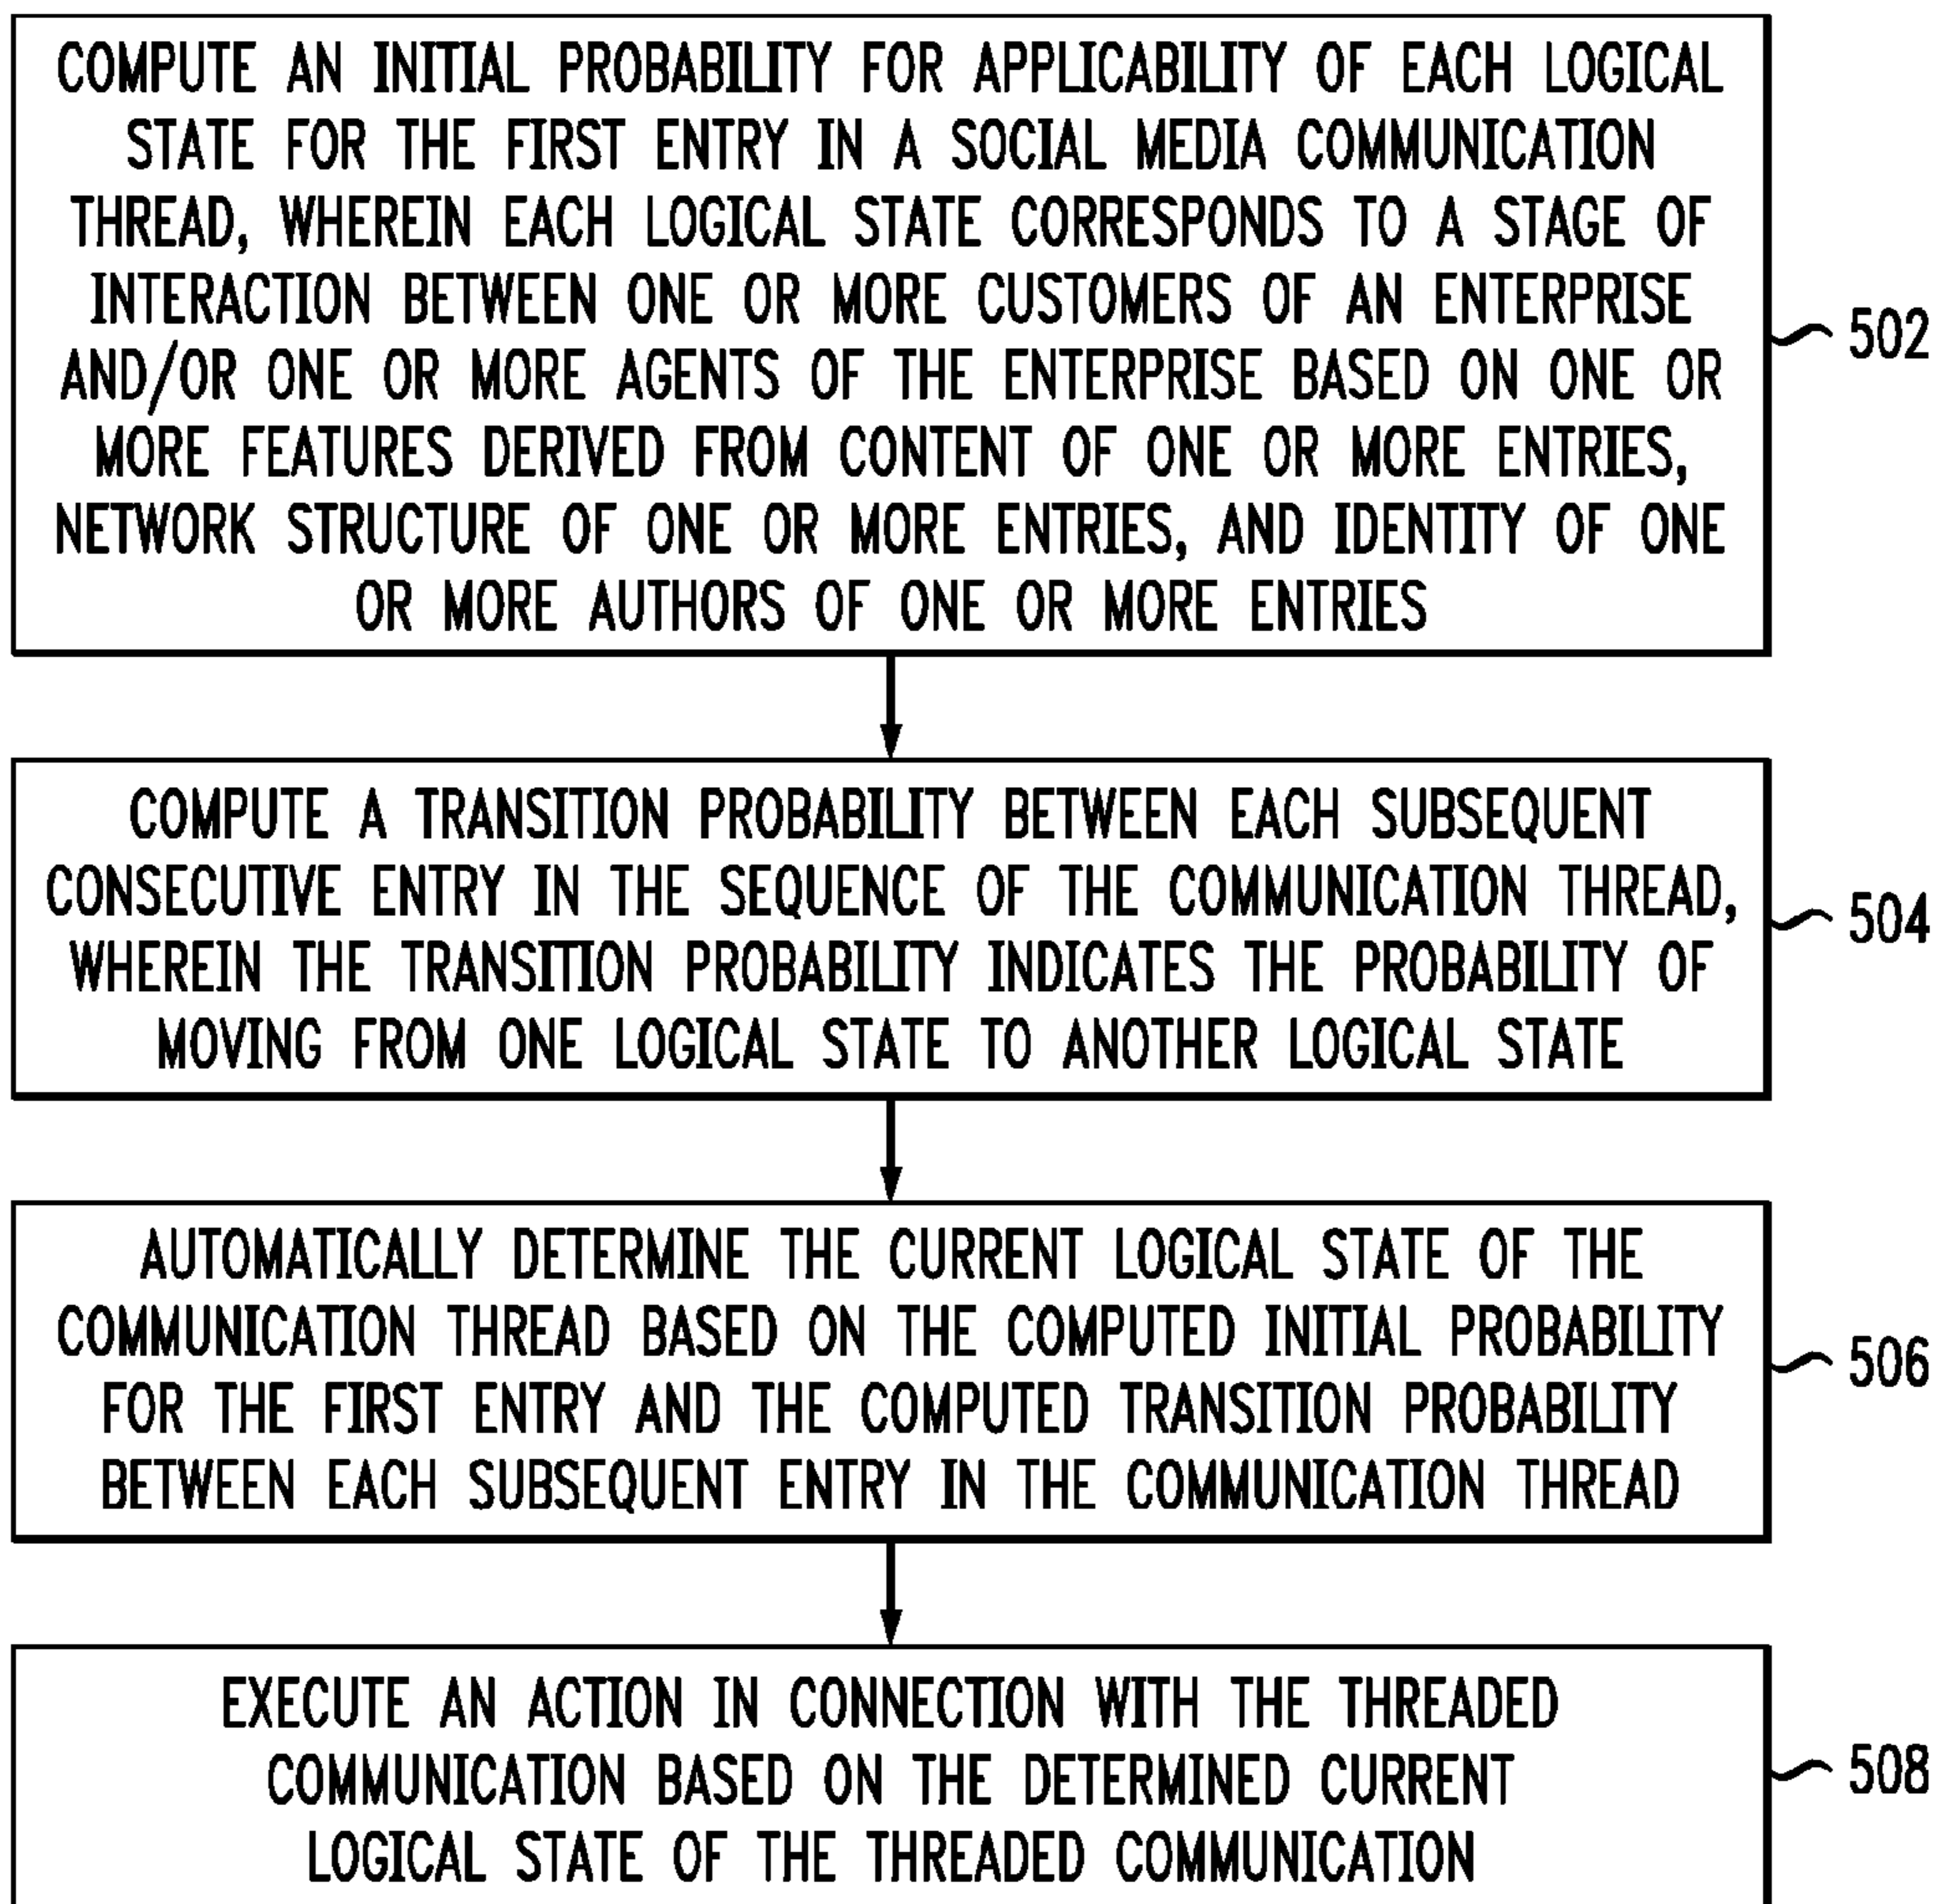 COMPUTE AN INITIAL PROBABILITY FOR APPLICABILITY OF EACH LOGICAL
STATE FOR THE FIRST ENTRY IN A SOCIAL MEDIA COMMUNICATION
THREAD, WHEREIN EACH LOGICAL STATE CORRESPONDS TO A STAGE OF
INTERACTION BETWEEN ONE OR MORE CUSTOMERS OF AN ENTERPRISE
AND/OR ONE OR MORE AGENTS OF THE ENTERPRISE BASED ON ONE OR
MORE FEATURES DERIVED FROM CONTENT OF ONE OR MORE ENTRIES,
NETWORK STRUCTURE OF ONE OR MORE ENTRIES, AND IDENTITY OF ONE
OR MORE AUTHORS OF ONE OR MORE ENTRIES
502
COMPUTE A TRANSITION PROBABILITY BETWEEN EACH SUBSEQUENT
CONSECUTIVE ENTRY IN THE SEQUENCE OF THE COMMUNICATION THREAD,
WHEREIN THE TRANSITION PROBABILITY INDICATES THE PROBABILITY OF
MOVING FROM ONE LOGICAL STATE TO ANOTHER LOGICAL STATE
504
AUTOMATICALLY DETERMINE THE CURRENT LOGICAL STATE OF THE
COMMUNICATION THREAD BASED ON THE COMPUTED INITIAL PROBABILITY
FOR THE FIRST ENTRY AND THE COMPUTED TRANSITION PROBABILITY
BETWEEN EACH SUBSEQUENT ENTRY IN THE COMMUNICATION THREAD
506
EXECUTE AN ACTION IN CONNECTION WITH THE THREADED
COMMUNICATION BASED ON THE DETERMINED CURRENT
LOGICAL STATE OF THE THREADED COMMUNICATION
508